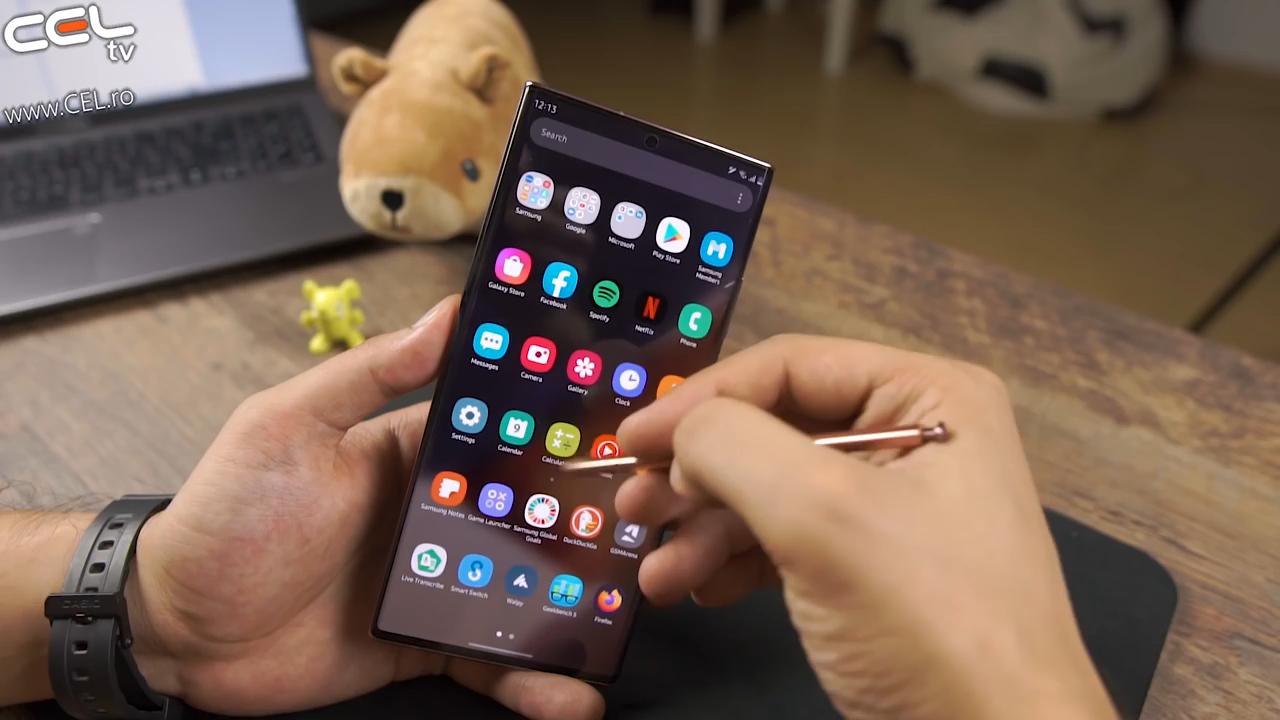 CEL
tv
www.CEL.ro
12:13
Search
Samsung
Google
Microsoft
Play Store
Samsung
Members
Galaxy Store
Facebook
Spotify
Netflix
Phone
Messages
Camera
Gallery
Clock
Settings
Calendar
9
Samsung Notes
Game Launcher
Samsung Global
Goals
DuckDuckGo
GSMArena
Live Transcribe
Smart Switch
Wallpy
Geekbench 5
Firefox
CASIO